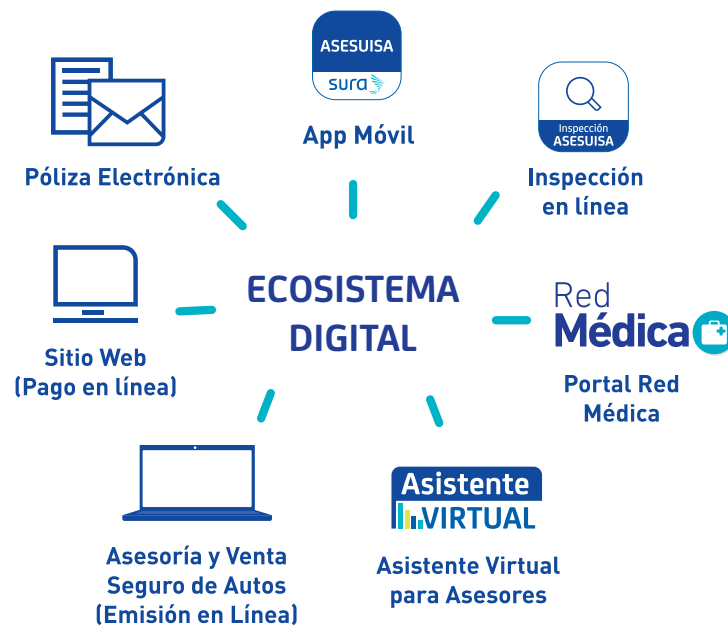 ASESUISA
sura
App Móvil
Póliza Electrónica
Inspección
ASESUISA
Inspección
en línea
ECOSISTEMA
DIGITAL
Sitio Web
(Pago en línea)
Red
Médica
Portal Red
Médica
Asesoría y Venta
Seguro de Autos
(Emisión en Línea)
Asistente
VIRTUAL
Asistente Virtual
para Asesores